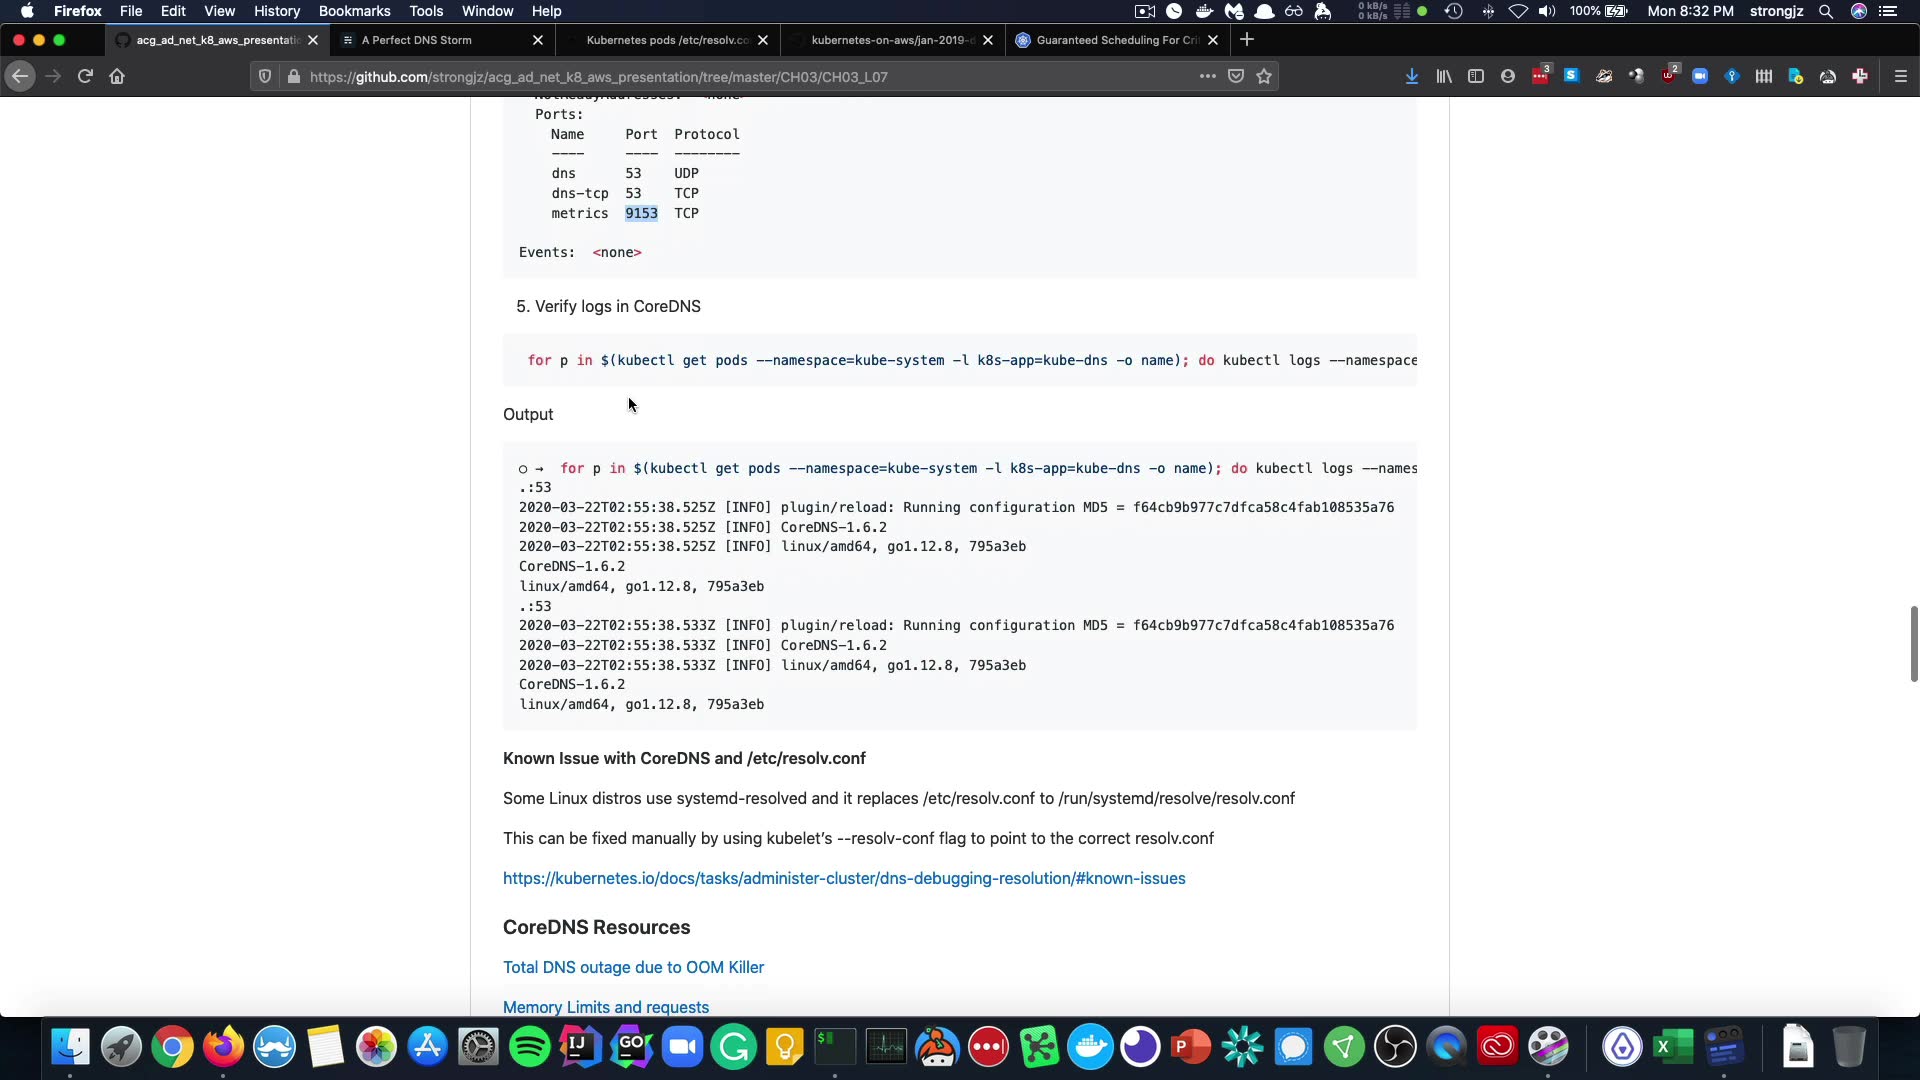 Firefox File Edit View History Bookmarks Tools Window Help 0 kB/s 0 kB/s 100% Mon 8:32 PM strongjz
acg_ad_net_k8_aws_presentatio A Perfect DNS Storm Kubernetes pods /etc/resolv.co kubernetes-on-aws/jan-2019-d Guaranteed Scheduling For Crit
https://github.com/strongjz/acg_ad_net_k8_aws_presentation/tree/master/CH03/CH03_L07 3 2
NotReadyAddresses: <none>
Ports:
Name Port Protocol
---- ---- --------
dns 53 UDP
dns-tcp 53 TCP
metrics 9153 TCP
Events: <none>
5. Verify logs in CoreDNS
for p in $(kubectl get pods --namespace=kube-system -l k8s-app=kube-dns -o name); do kubectl logs --namespace
Output
○ → for p in $(kubectl get pods --namespace=kube-system -l k8s-app=kube-dns -o name); do kubectl logs --names
.:53
2020-03-22T02:55:38.525Z [INFO] plugin/reload: Running configuration MD5 = f64cb9b977c7dfca58c4fab108535a76
2020-03-22T02:55:38.525Z [INFO] CoreDNS-1.6.2
2020-03-22T02:55:38.525Z [INFO] linux/amd64, go1.12.8, 795a3eb
CoreDNS-1.6.2
linux/amd64, go1.12.8, 795a3eb
.:53
2020-03-22T02:55:38.533Z [INFO] plugin/reload: Running configuration MD5 = f64cb9b977c7dfca58c4fab108535a76
2020-03-22T02:55:38.533Z [INFO] CoreDNS-1.6.2
2020-03-22T02:55:38.533Z [INFO] linux/amd64, go1.12.8, 795a3eb
CoreDNS-1.6.2
linux/amd64, go1.12.8, 795a3eb
Known Issue with CoreDNS and /etc/resolv.conf
Some Linux distros use systemd-resolved and it replaces /etc/resolv.conf to /run/systemd/resolve/resolv.conf
This can be fixed manually by using kubelet's --resolv-conf flag to point to the correct resolv.conf
https://kubernetes.io/docs/tasks/administer-cluster/dns-debugging-resolution/#known-issues
CoreDNS Resources
Total DNS outage due to OOM Killer
Memory Limits and requests